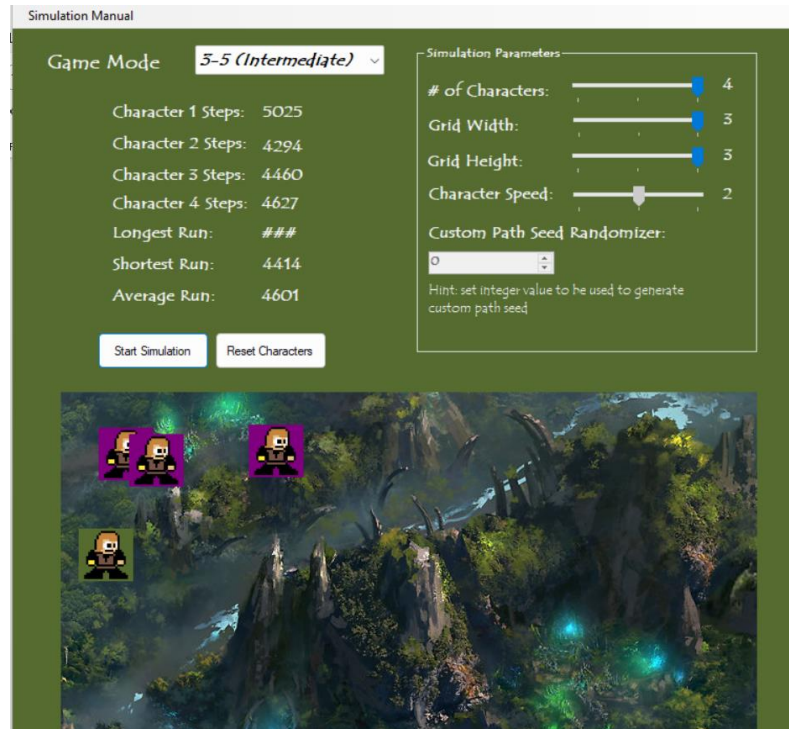 Simulation Manual
Game Mode
3-5 (Intermediate)
Character 1 Steps: 5025
Character 2 Steps: 4294
Character 3 Steps: 4460
Character 4 Steps: 4627
Longest Run: ###
Shortest Run: 4414
Average Run: 4601
Start Simulation
Reset Characters
Simulation Parameters
# of Characters: 4
Grid Width: 3
Grid Height: 3
Character Speed: 2
Custom Path Seed Randomizer:
0
Hint: set integer value to be used to generate
custom path seed